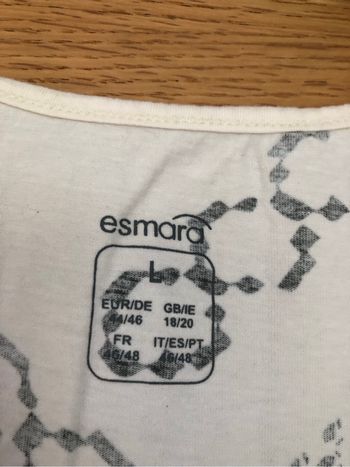 esmara
L
EUR/DE GB/IE
44/46 18/20
FR IT/ES/PT
46/48 46/48